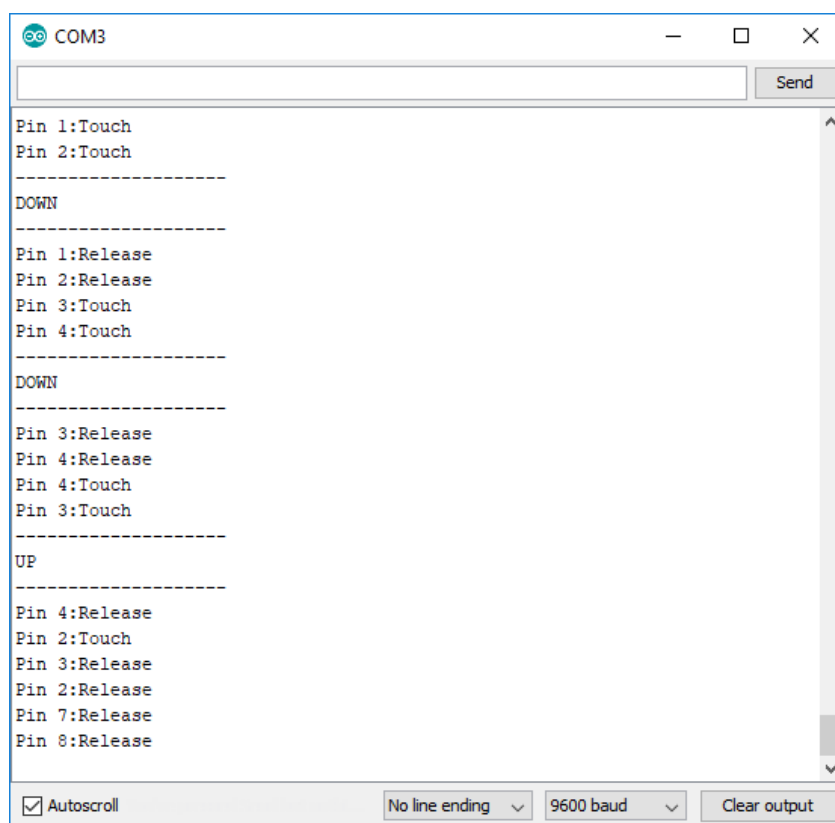 COM3
Send
Pin 1:Touch
Pin 2:Touch
--------------------
DOWN
--------------------
Pin 1:Release
Pin 2:Release
Pin 3:Touch
Pin 4:Touch
--------------------
DOWN
--------------------
Pin 3:Release
Pin 4:Release
Pin 4:Touch
Pin 3:Touch
--------------------
UP
--------------------
Pin 4:Release
Pin 2:Touch
Pin 3:Release
Pin 2:Release
Pin 7:Release
Pin 8:Release
Autoscroll No line ending 9600 baud Clear output